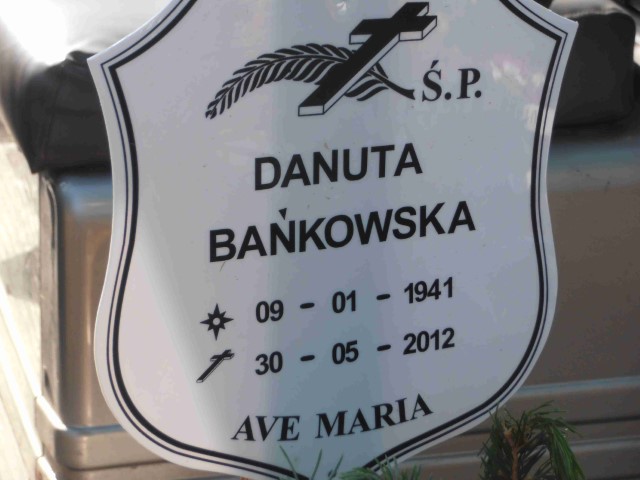 Ś.P.
DANUTA
BAŃKOWSKA
09 - 01 - 1941
30 - 05 - 2012
AVE MARIA